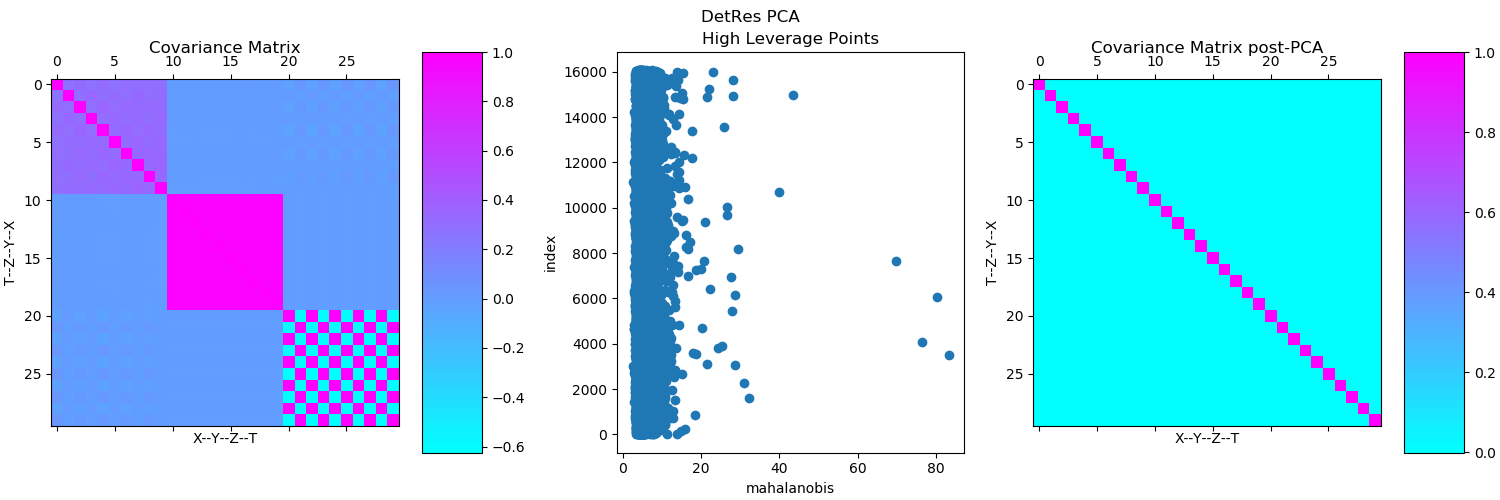 DetRes PCA
Covariance Matrix
0 5 10 15 20 25
0
5
10
15
20
25
T--Z--Y--X
X--Y--Z--T
1.0
0.8
0.6
0.4
0.2
0.0
−0.2
−0.4
−0.6
High Leverage Points
16000
14000
12000
10000
8000
6000
4000
2000
0
index
0 20 40 60 80
mahalanobis
Covariance Matrix post-PCA
0 5 10 15 20 25
0
5
10
15
20
25
T--Z--Y--X
X--Y--Z--T
1.0
0.8
0.6
0.4
0.2
0.0